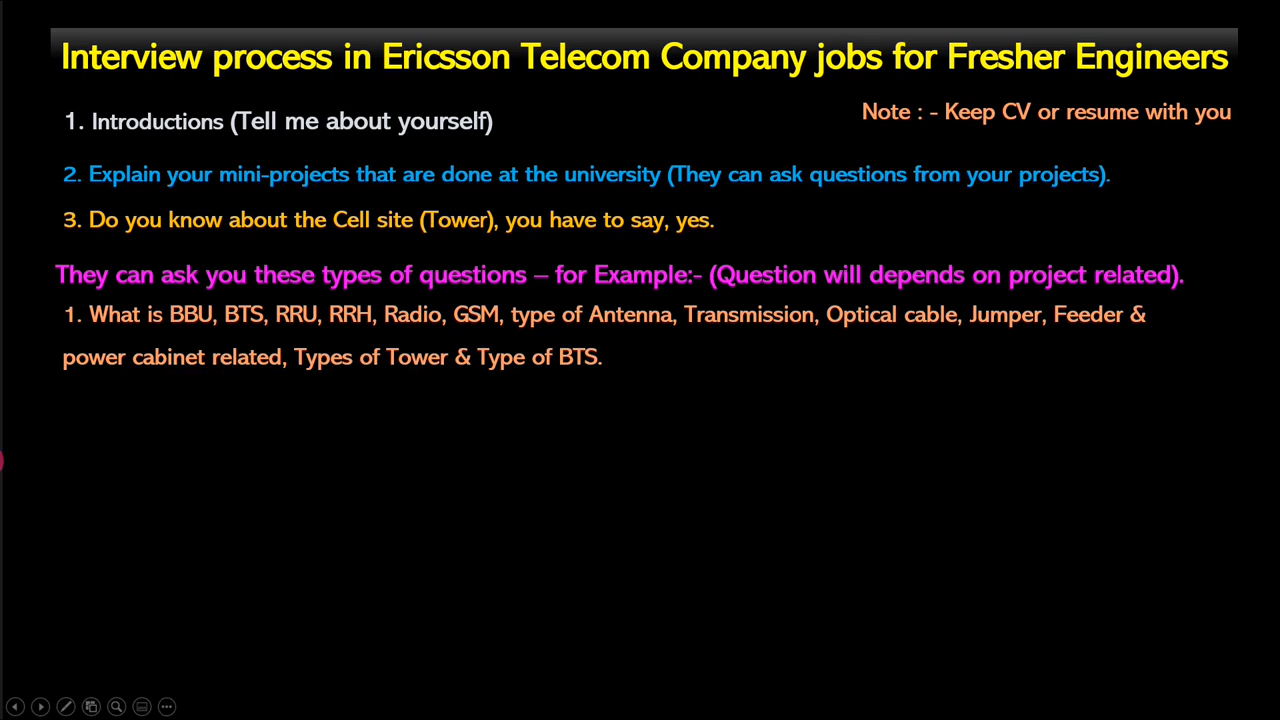 Interview process in Ericsson Telecom Company jobs for Fresher Engineers
Note : - Keep CV or resume with you
1. Introductions (Tell me about yourself)
2. Explain your mini-projects that are done at the university (They can ask questions from your projects).
3. Do you know about the Cell site (Tower), you have to say, yes.
They can ask you these types of questions – for Example:- (Question will depends on project related).
1. What is BBU, BTS, RRU, RRH, Radio, GSM, type of Antenna, Transmission, Optical cable, Jumper, Feeder &
power cabinet related, Types of Tower & Type of BTS.